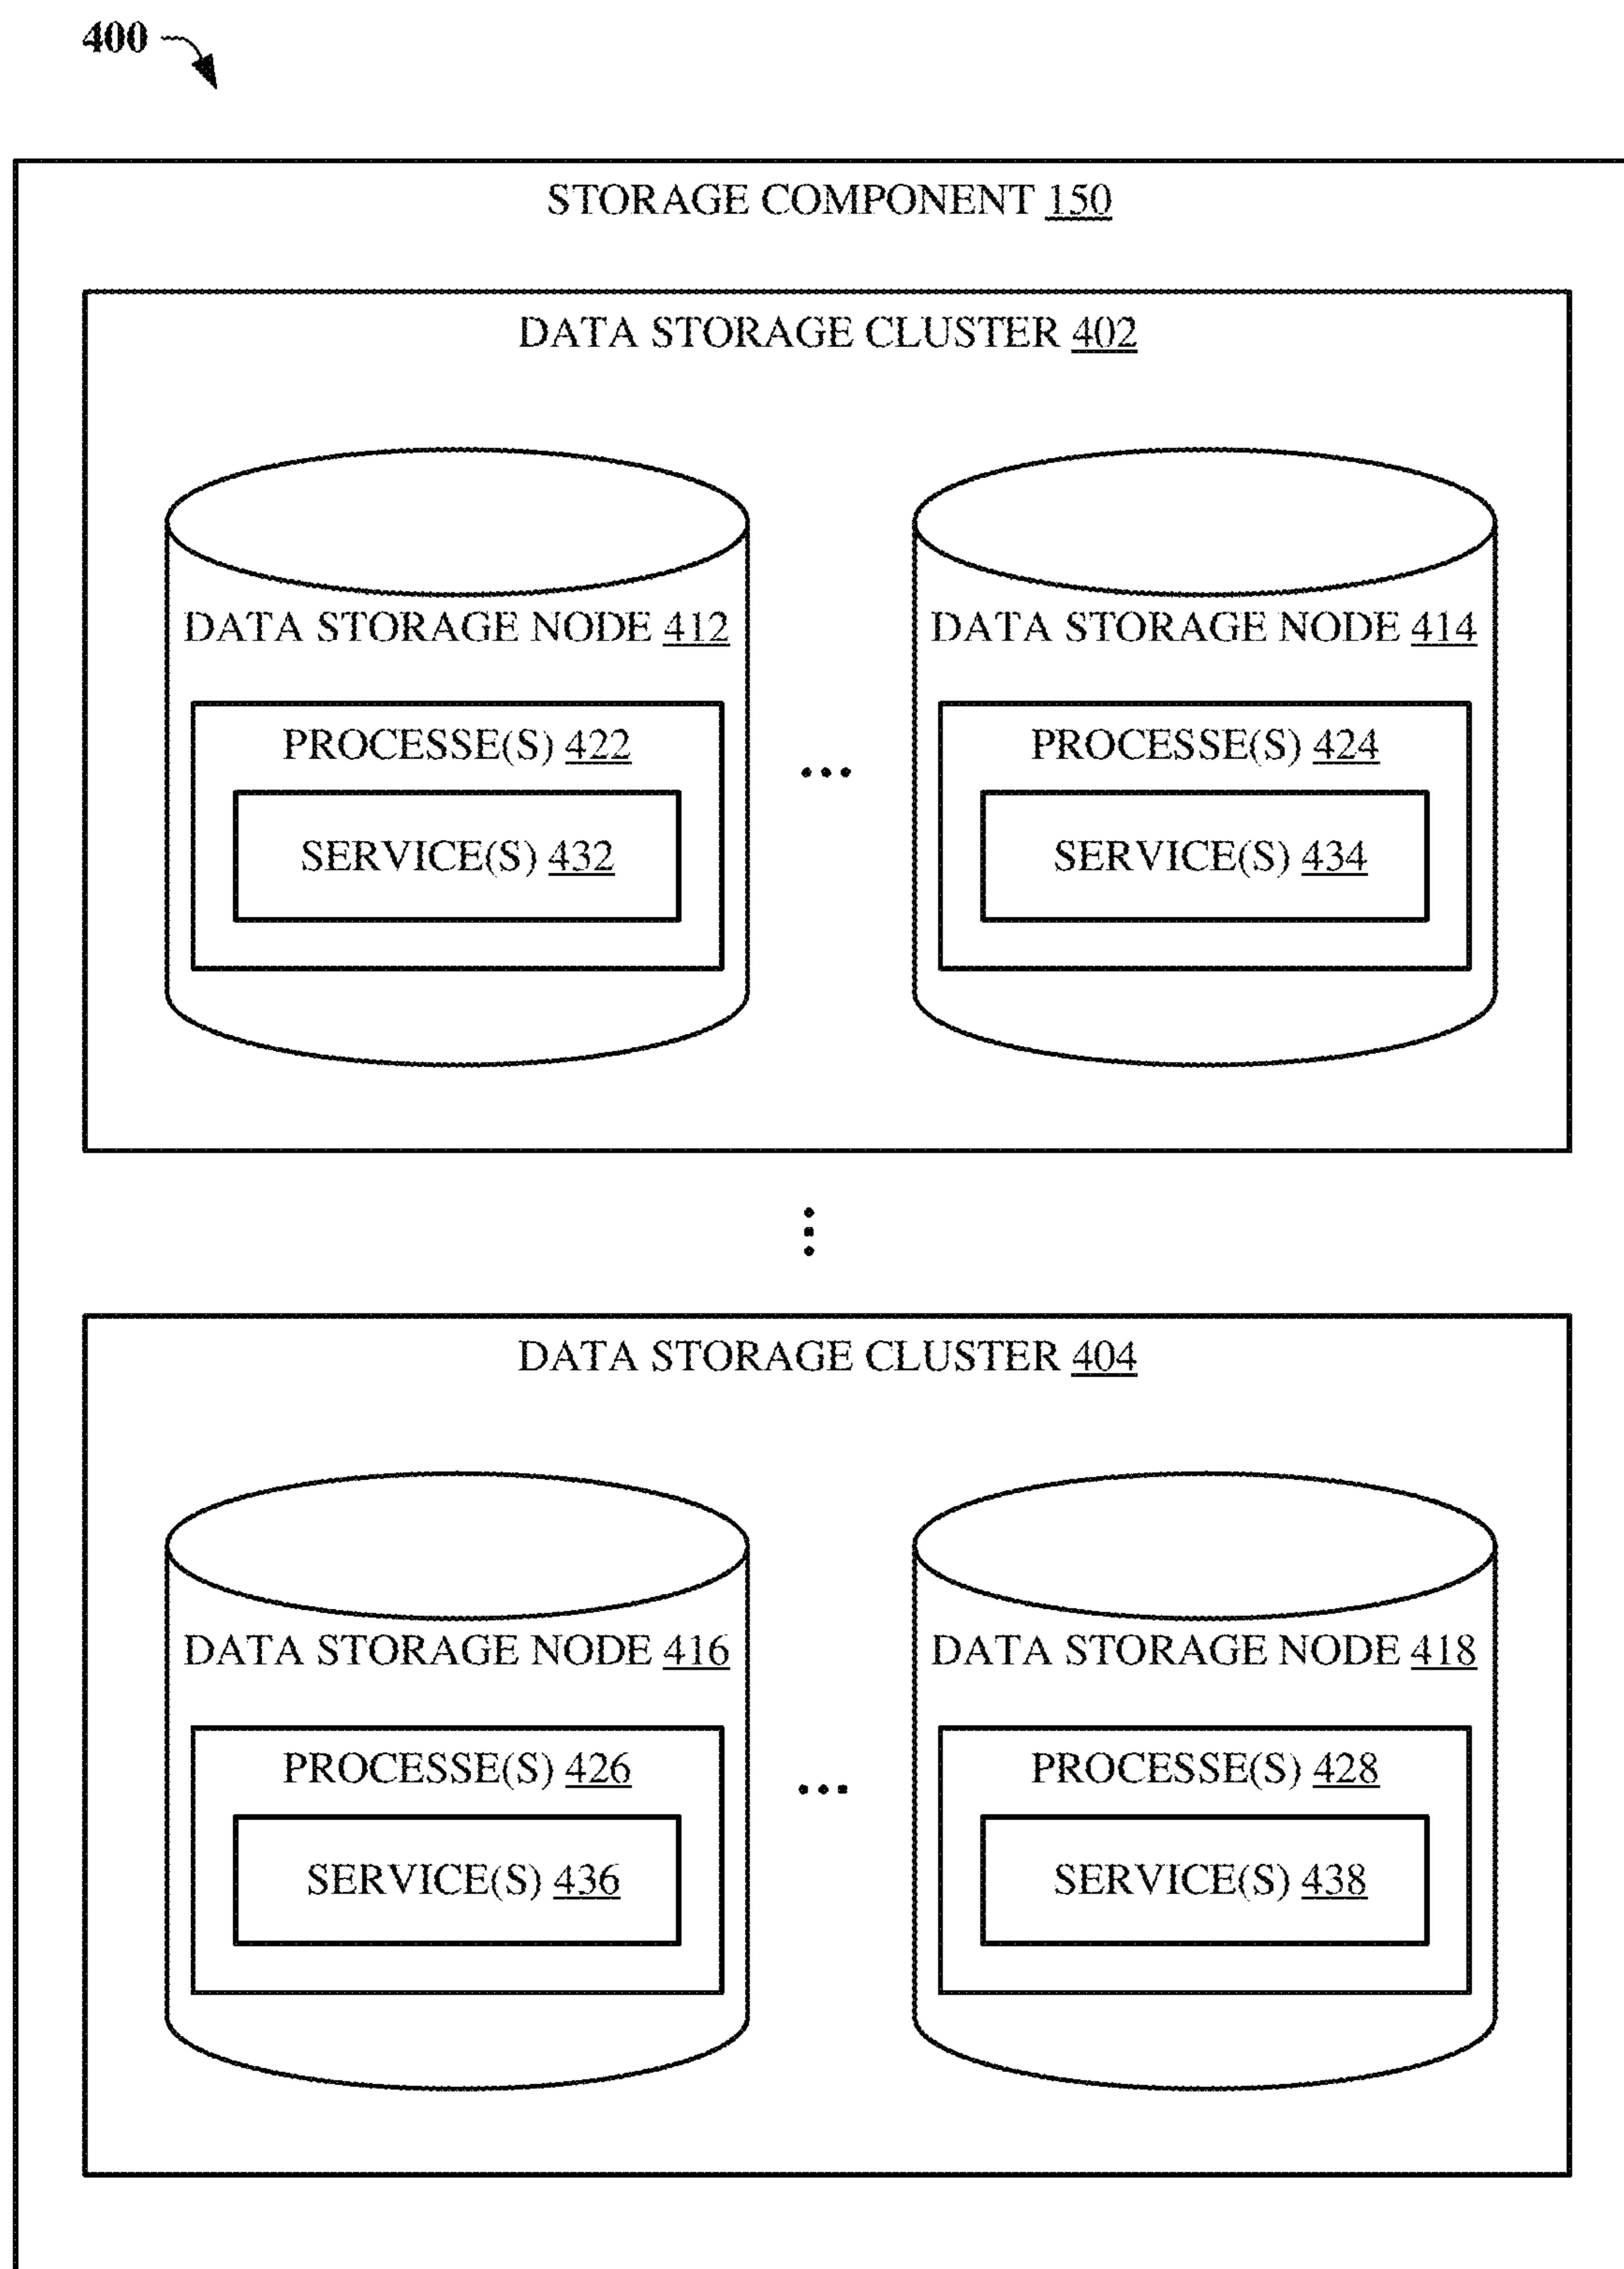 400
STORAGE COMPONENT 150
DATA STORAGE CLUSTER 402
DATA STORAGE NODE 412
PROCESSE(S) 422
SERVICE(S) 432
...
DATA STORAGE NODE 414
PROCESSE(S) 424
SERVICE(S) 434
DATA STORAGE CLUSTER 404
DATA STORAGE NODE 416
PROCESSE(S) 426
SERVICE(S) 436
...
DATA STORAGE NODE 418
PROCESSE(S) 428
SERVICE(S) 438